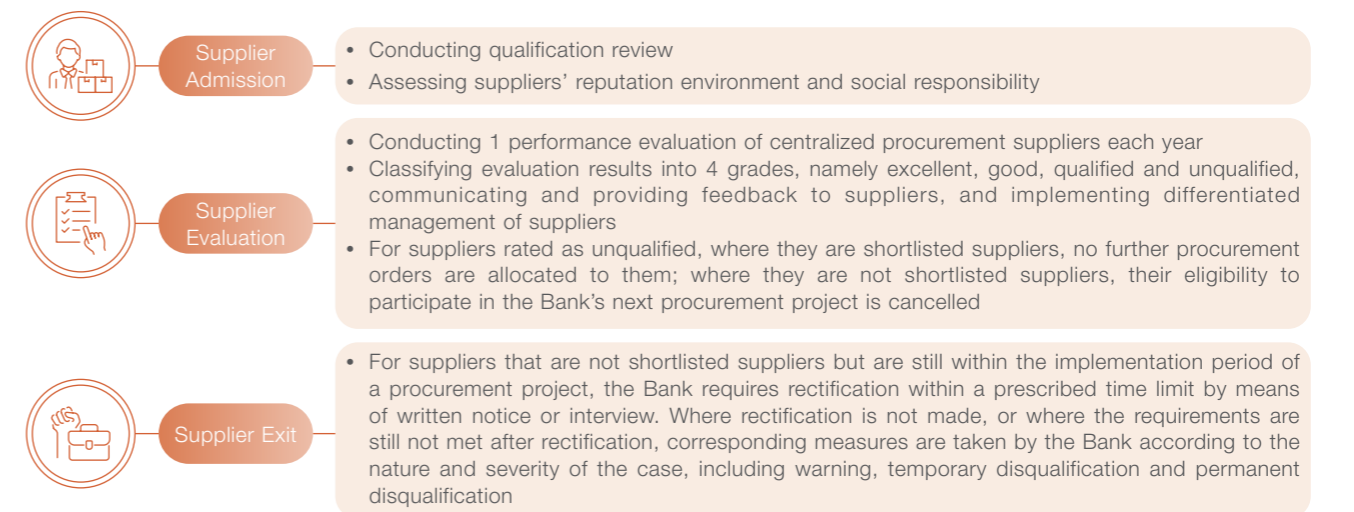 Supplier
Admission
• Conducting qualification review
• Assessing suppliers' reputation environment and social responsibility
Supplier
Evaluation
• Conducting 1 performance evaluation of centralized procurement suppliers each year
• Classifying evaluation results into 4 grades, namely excellent, good, qualified and unqualified,
communicating and providing feedback to suppliers, and implementing differentiated
management of suppliers
• For suppliers rated as unqualified, where they are shortlisted suppliers, no further procurement
orders are allocated to them; where they are not shortlisted suppliers, their eligibility to
participate in the Bank's next procurement project is cancelled
Supplier Exit
• For suppliers that are not shortlisted suppliers but are still within the implementation period of
a procurement project, the Bank requires rectification within a prescribed time limit by means
of written notice or interview. Where rectification is not made, or where the requirements are
still not met after rectification, corresponding measures are taken by the Bank according to the
nature and severity of the case, including warning, temporary disqualification and permanent
disqualification